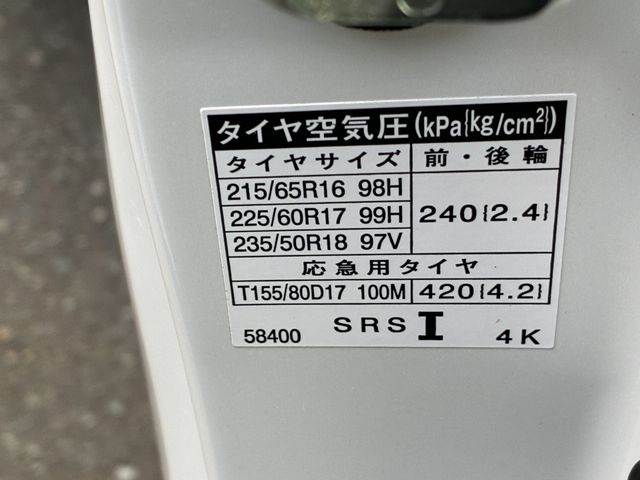 タイヤ空気圧(kPa{kg/cm²})
タイヤサイズ 前・後輪
215/65R16 98H
225/60R17 99H 240{2.4}
235/50R18 97V
応急用タイヤ
T155/80D17 100M 420{4.2}
58400 SRS I 4K